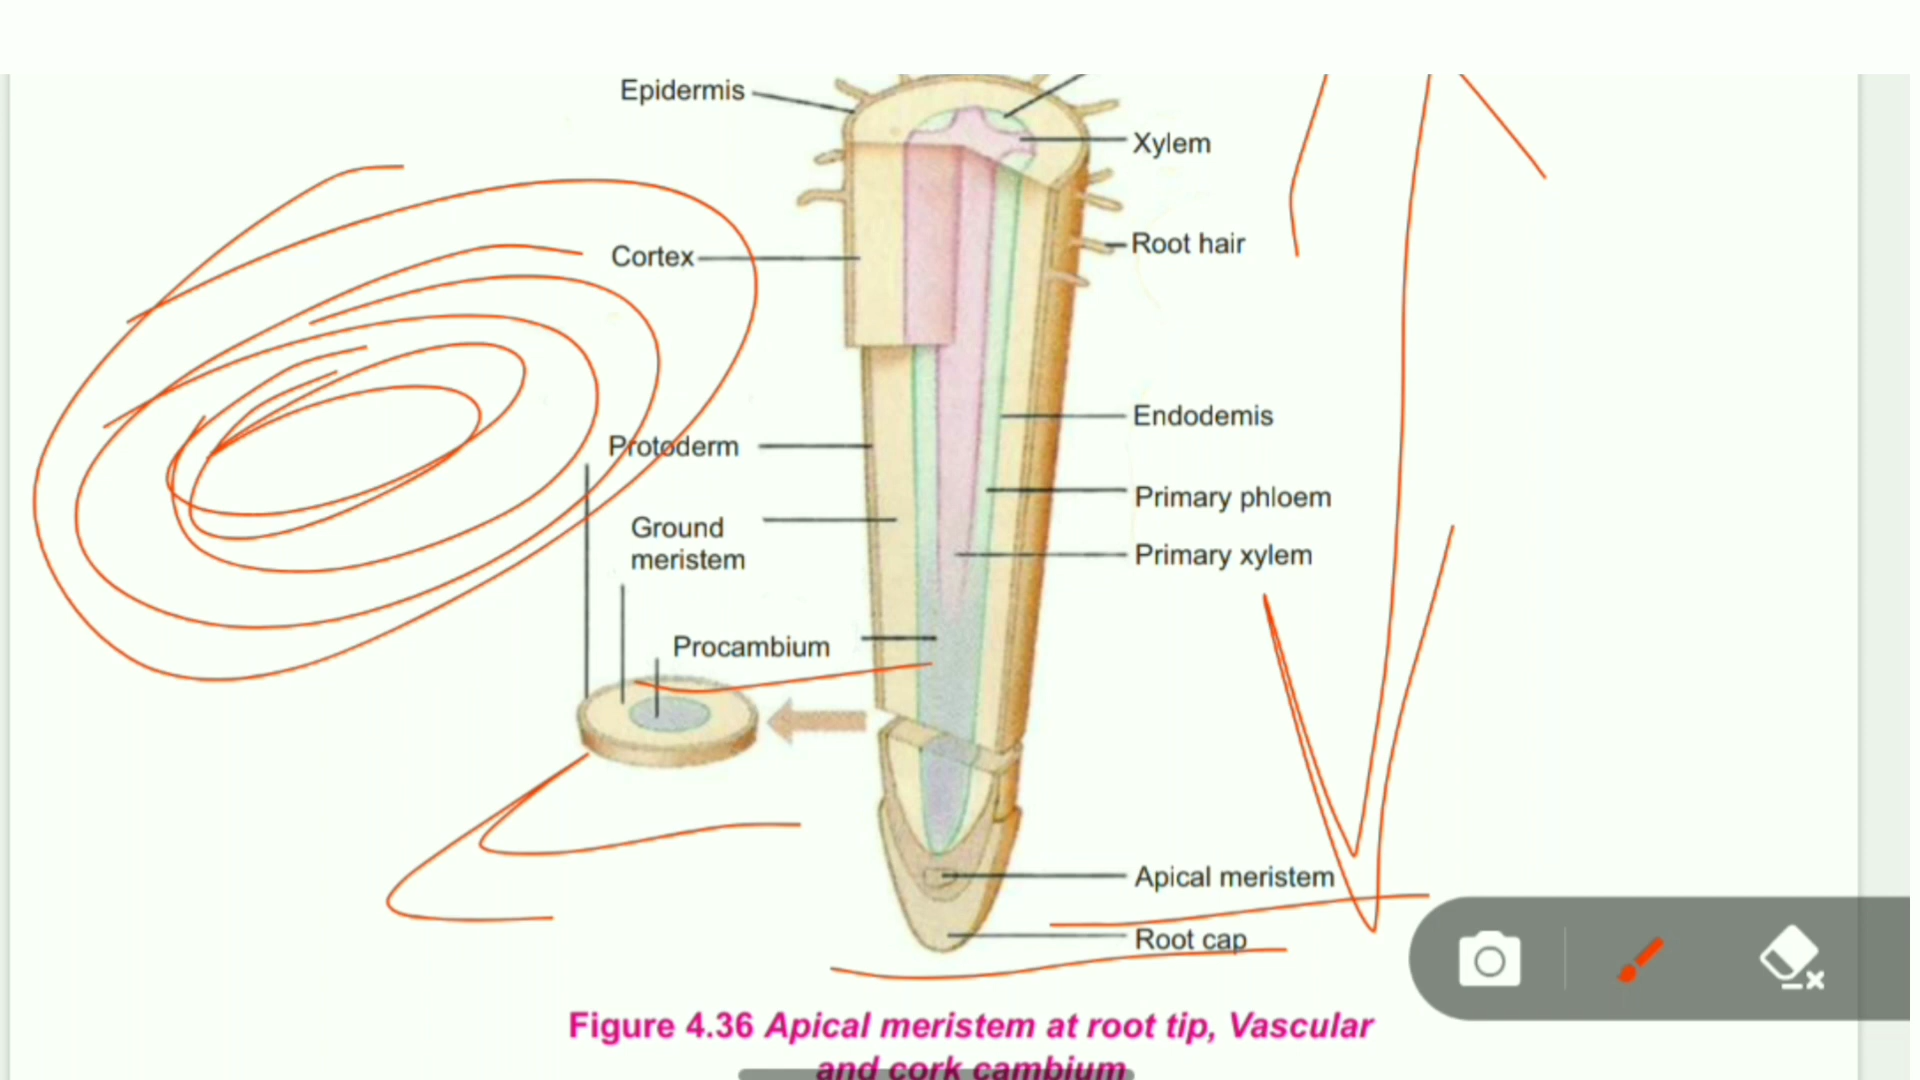 Epidermis
Xylem
Root hair
Cortex
Endodemis
Protoderm
Primary phloem
Ground
meristem
Primary xylem
Procambium
Apical meristem
Root cap
Figure 4.36 Apical meristem at root tip, Vascular
and cork cambium